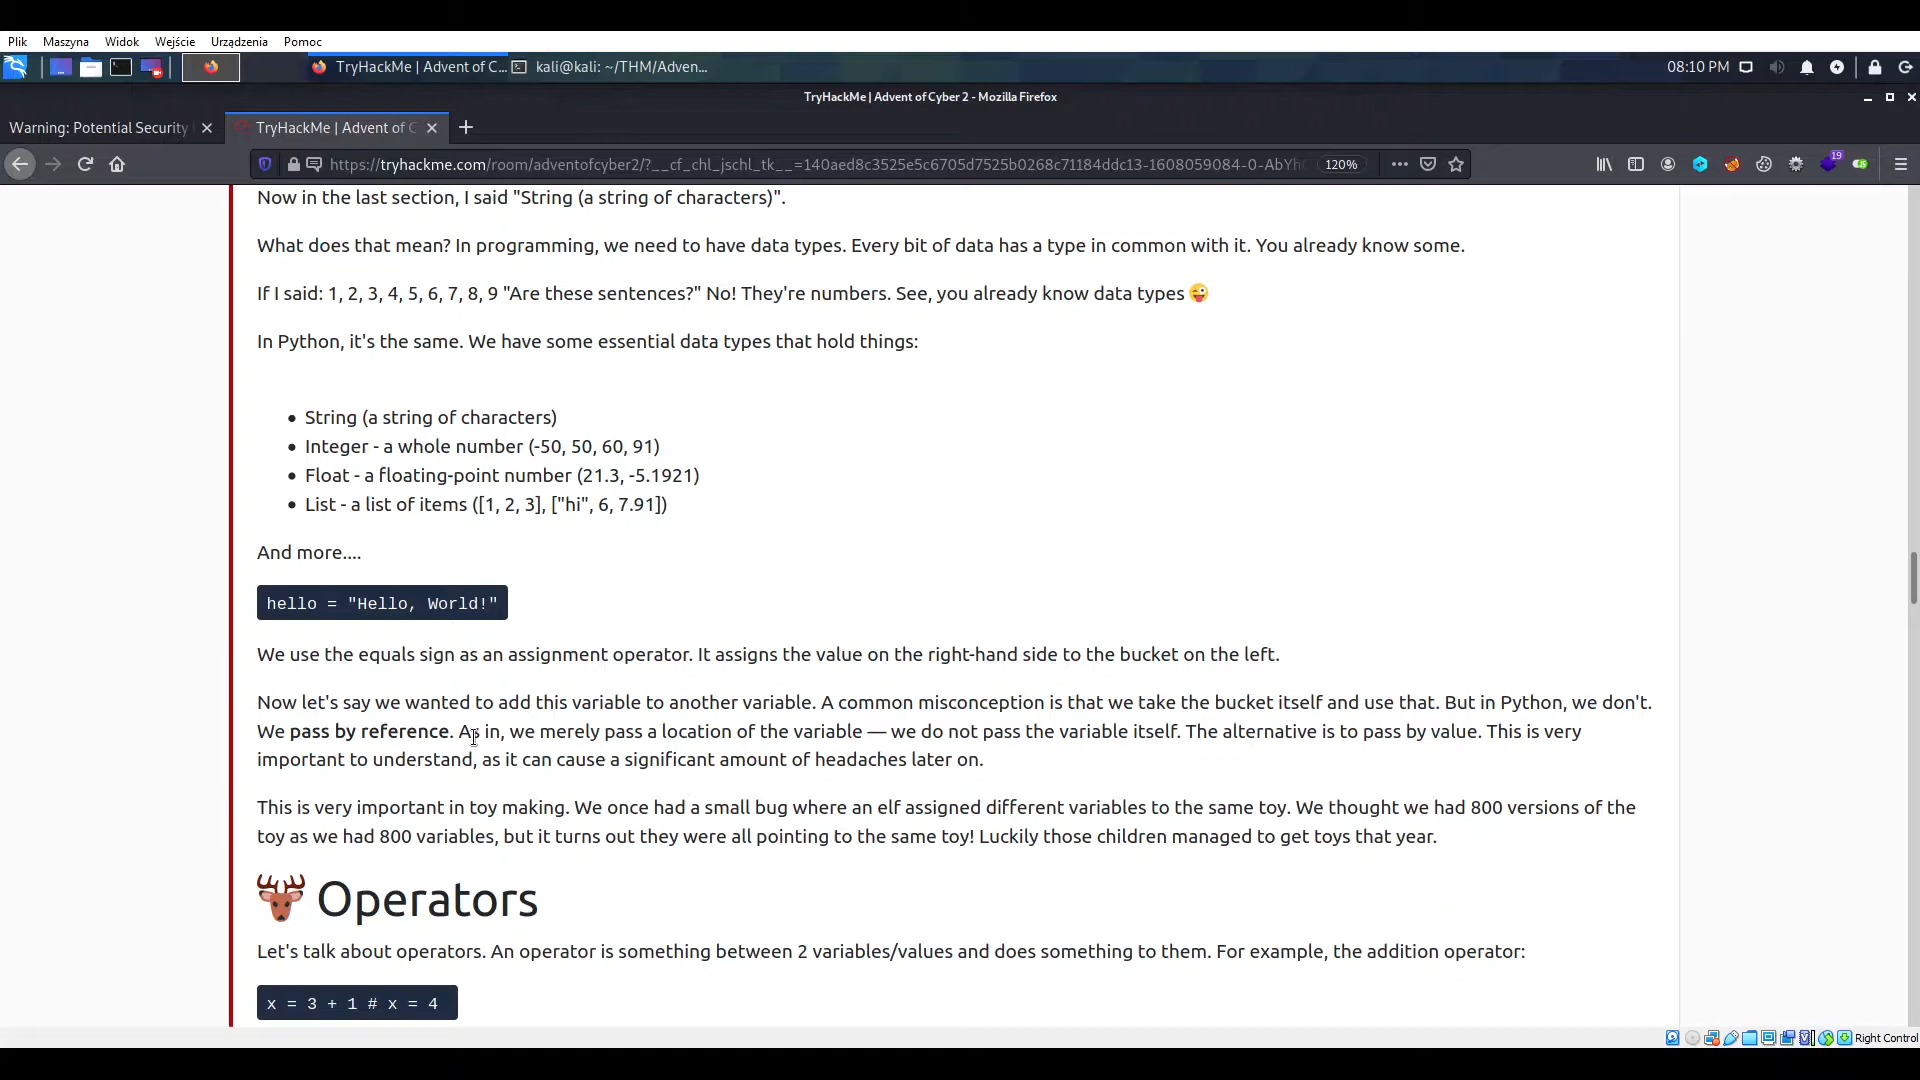 Plik Maszyna Widok Wejście Urządzenia Pomoc
TryHackMe | Advent of C... kali@kali: ~/THM/Adven... 08:10 PM
TryHackMe | Advent of Cyber 2 - Mozilla Firefox
Warning: Potential Security TryHackMe | Advent of C
https://tryhackme.com/room/adventofcyber2/?__cf_chl_jschl_tk__=140aed8c3525e5c6705d7525b0268c71184ddc13-1608059084-0-AbYh 120% 19
Now in the last section, I said "String (a string of characters)".
What does that mean? In programming, we need to have data types. Every bit of data has a type in common with it. You already know some.
If I said: 1, 2, 3, 4, 5, 6, 7, 8, 9 "Are these sentences?" No! They're numbers. See, you already know data types 😜
In Python, it's the same. We have some essential data types that hold things:
• String (a string of characters)
• Integer - a whole number (-50, 50, 60, 91)
• Float - a floating-point number (21.3, -5.1921)
• List - a list of items ([1, 2, 3], ["hi", 6, 7.91])
And more....
hello = "Hello, World!"
We use the equals sign as an assignment operator. It assigns the value on the right-hand side to the bucket on the left.
Now let's say we wanted to add this variable to another variable. A common misconception is that we take the bucket itself and use that. But in Python, we don't.
We pass by reference. As in, we merely pass a location of the variable — we do not pass the variable itself. The alternative is to pass by value. This is very
important to understand, as it can cause a significant amount of headaches later on.
This is very important in toy making. We once had a small bug where an elf assigned different variables to the same toy. We thought we had 800 versions of the
toy as we had 800 variables, but it turns out they were all pointing to the same toy! Luckily those children managed to get toys that year.
Operators
Let's talk about operators. An operator is something between 2 variables/values and does something to them. For example, the addition operator:
x = 3 + 1 # x = 4
Right Control